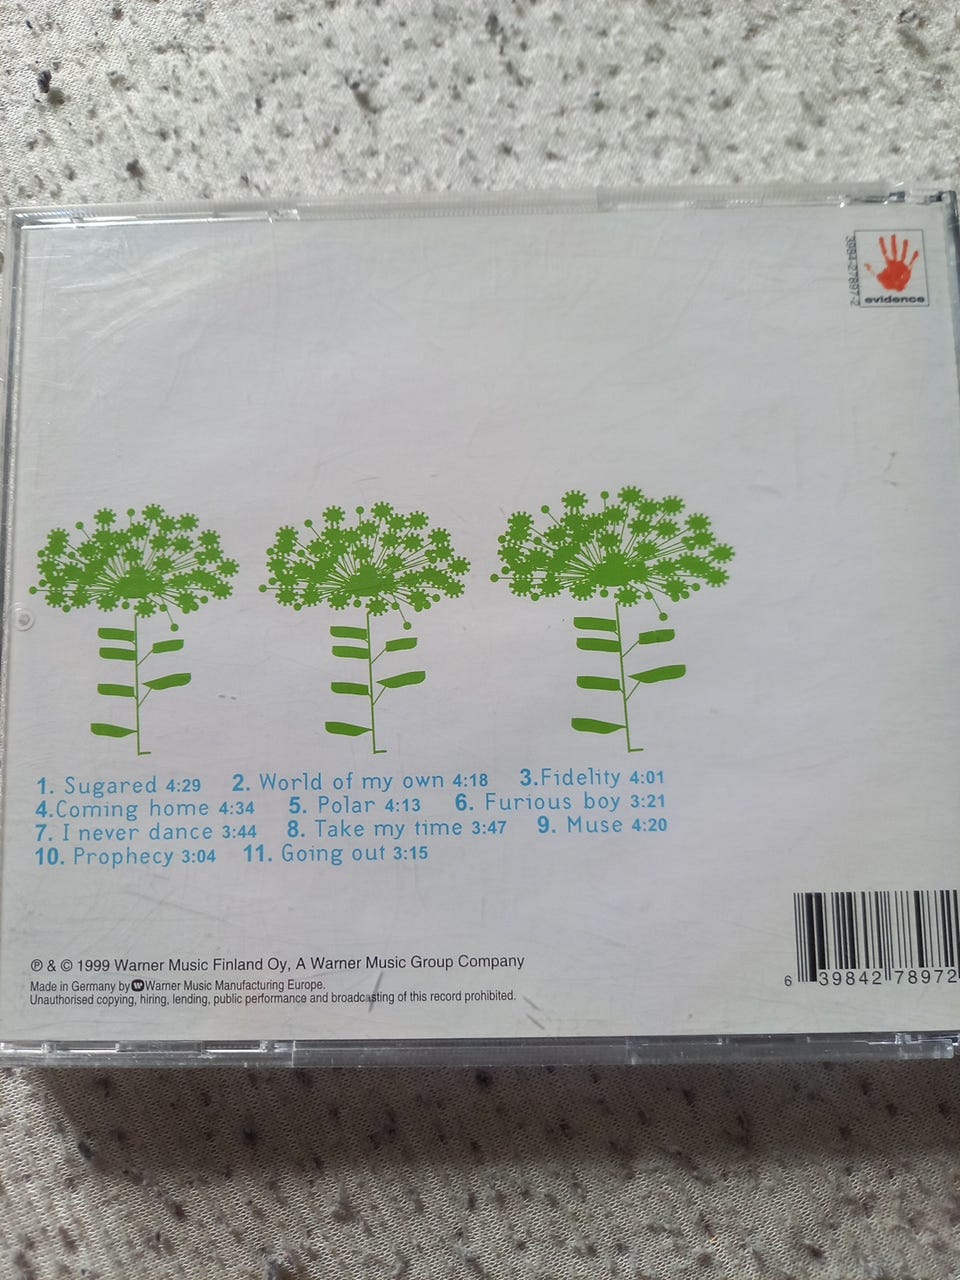 3984-27897-2
evidence
1. Sugared 4:29 2. World of my own 4:18 3.Fidelity 4:01
4.Coming home 4:34 5. Polar 4:13 6. Furious boy 3:21
7. I never dance 3:44 8. Take my time 3:47 9. Muse 4:20
10. Prophecy 3:04 11. Going out 3:15
℗ & © 1999 Warner Music Finland Oy, A Warner Music Group Company
Made in Germany by Warner Music Manufacturing Europe.
Unauthorised copying, hiring, lending, public performance and broadcasting of this record prohibited.
6 39842 78972